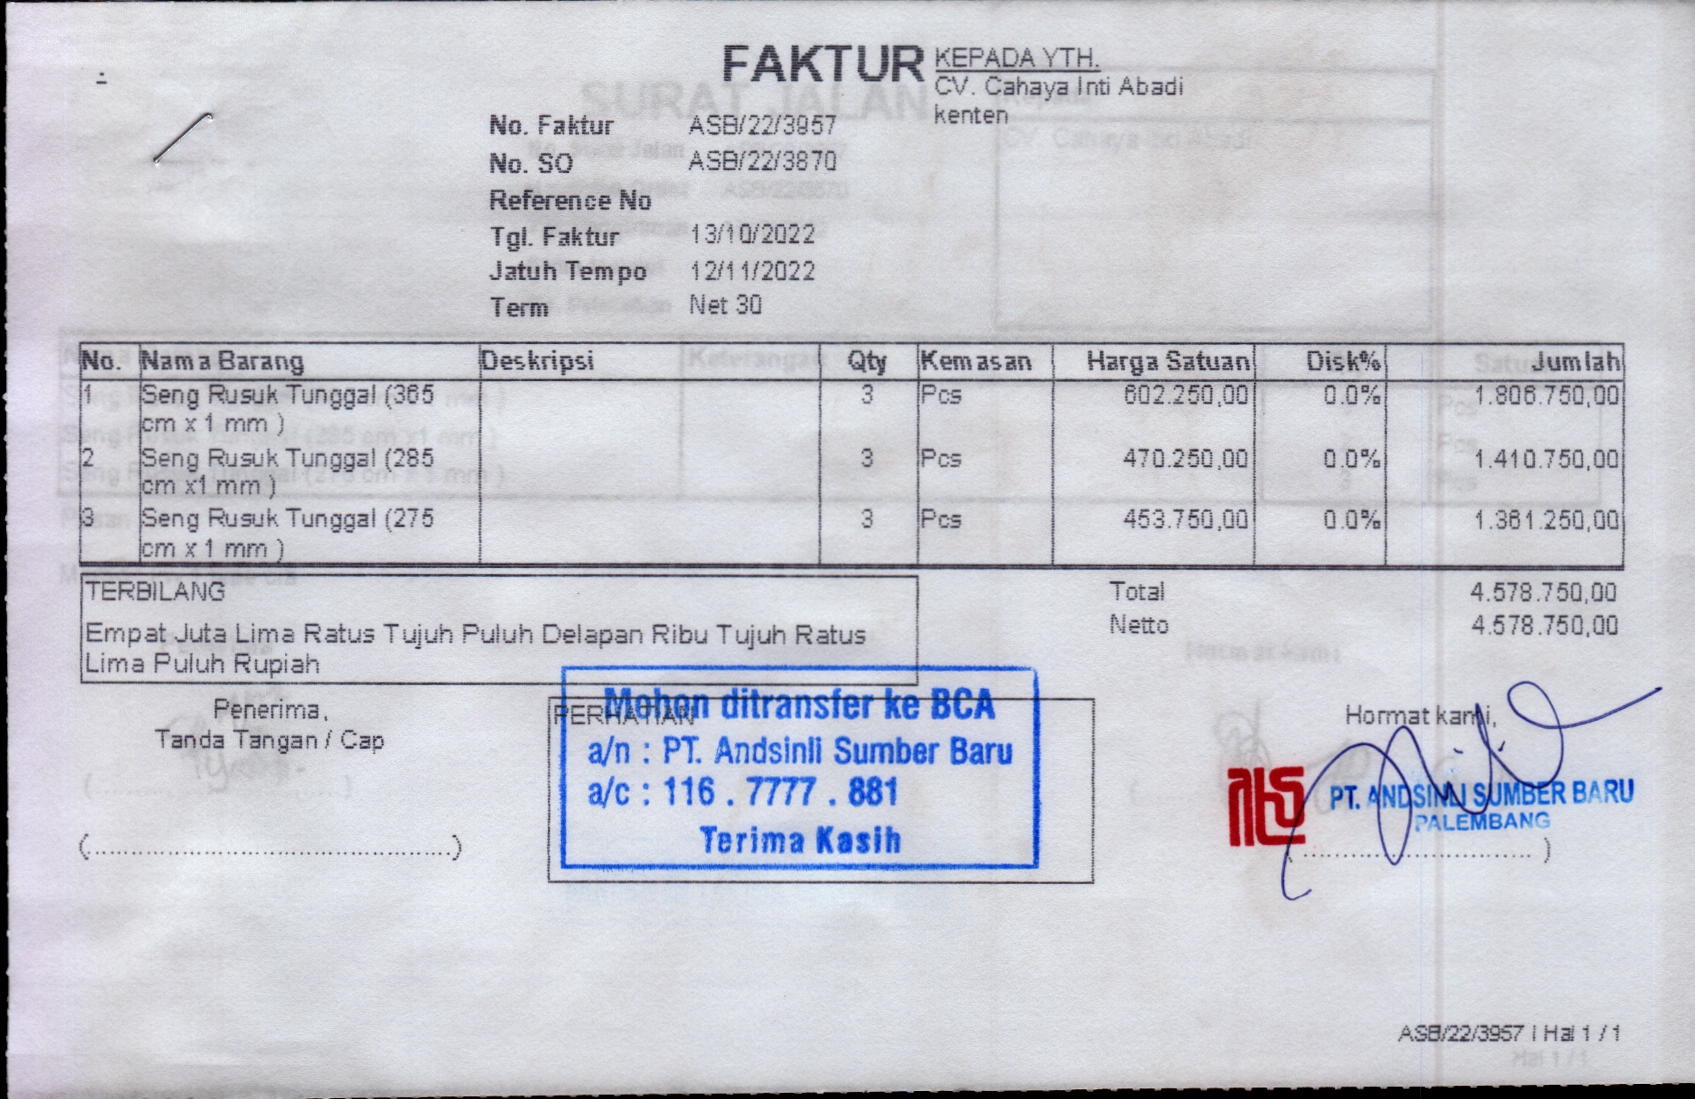 FAKTUR
KEPADA YTH.
CV. Cahaya Inti Abadi
kenten
No. Faktur ASB/22/3957
No. SO ASB/22/3870
Reference No
Tgl. Faktur 13/10/2022
Jatuh Tempo 12/11/2022
Term Net 30
No. Nama Barang Deskripsi Qty Kemasan Harga Satuan Disk% Jumlah
1 Seng Rusuk Tunggal (365 3 Pcs 602.250,00 0.0% 1.806.750,00
cm x 1 mm )
2 Seng Rusuk Tunggal (285 3 Pcs 470.250,00 0.0% 1.410.750,00
cm x1 mm )
3 Seng Rusuk Tunggal (275 3 Pcs 453.750,00 0.0% 1.361.250,00
cm x 1 mm )
TERBILANG
Empat Juta Lima Ratus Tujuh Puluh Delapan Ribu Tujuh Ratus
Lima Puluh Rupiah
Total 4.578.750,00
Netto 4.578.750,00
Penerima,
Tanda Tangan / Cap
(..............................................)
PERHATIAN
Mohon ditransfer ke BCA
a/n : PT. Andsinli Sumber Baru
a/c : 116 . 7777 . 881
Terima Kasih
Hormat kami,
PT. ANDSINLI SUMBER BARU
PALEMBANG
( ............................. )
ASB/22/3957 | Hal 1 / 1